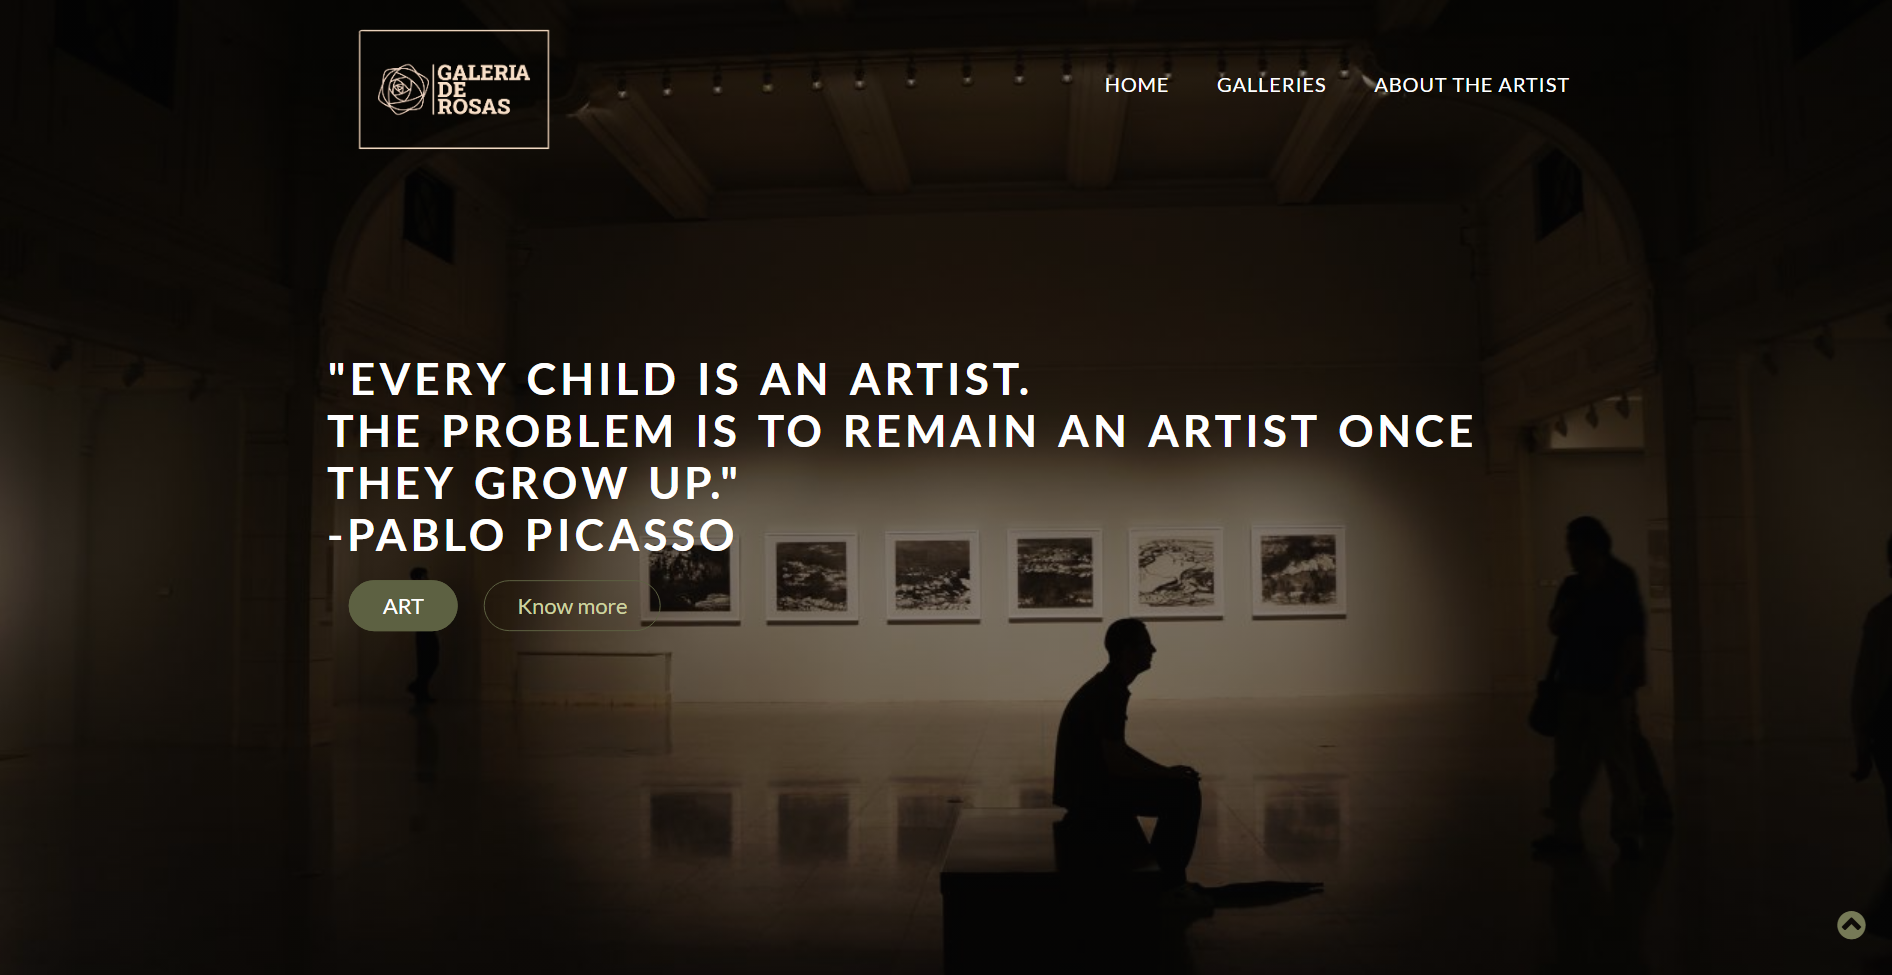 GALERIA
DE
ROSAS
HOME
GALLERIES
ABOUT THE ARTIST
"EVERY CHILD IS AN ARTIST.
THE PROBLEM IS TO REMAIN AN ARTIST ONCE
THEY GROW UP."
-PABLO PICASSO
ART
Know more